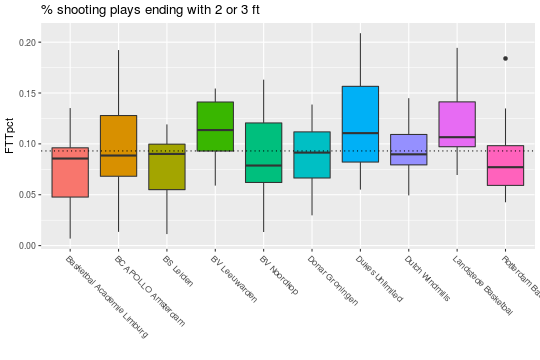 % shooting plays ending with 2 or 3 ft
FTTpct
0.20
0.15
0.10
0.05
0.00
Basketbal Academie Limburg
BC APOLLO Amsterdam
BS Leiden
BV Leeuwarden
BV Noordkop
Donar Groningen
Dukes Unlimited
Dutch Windmills
Landstede Basketbal
Rotterdam Bas